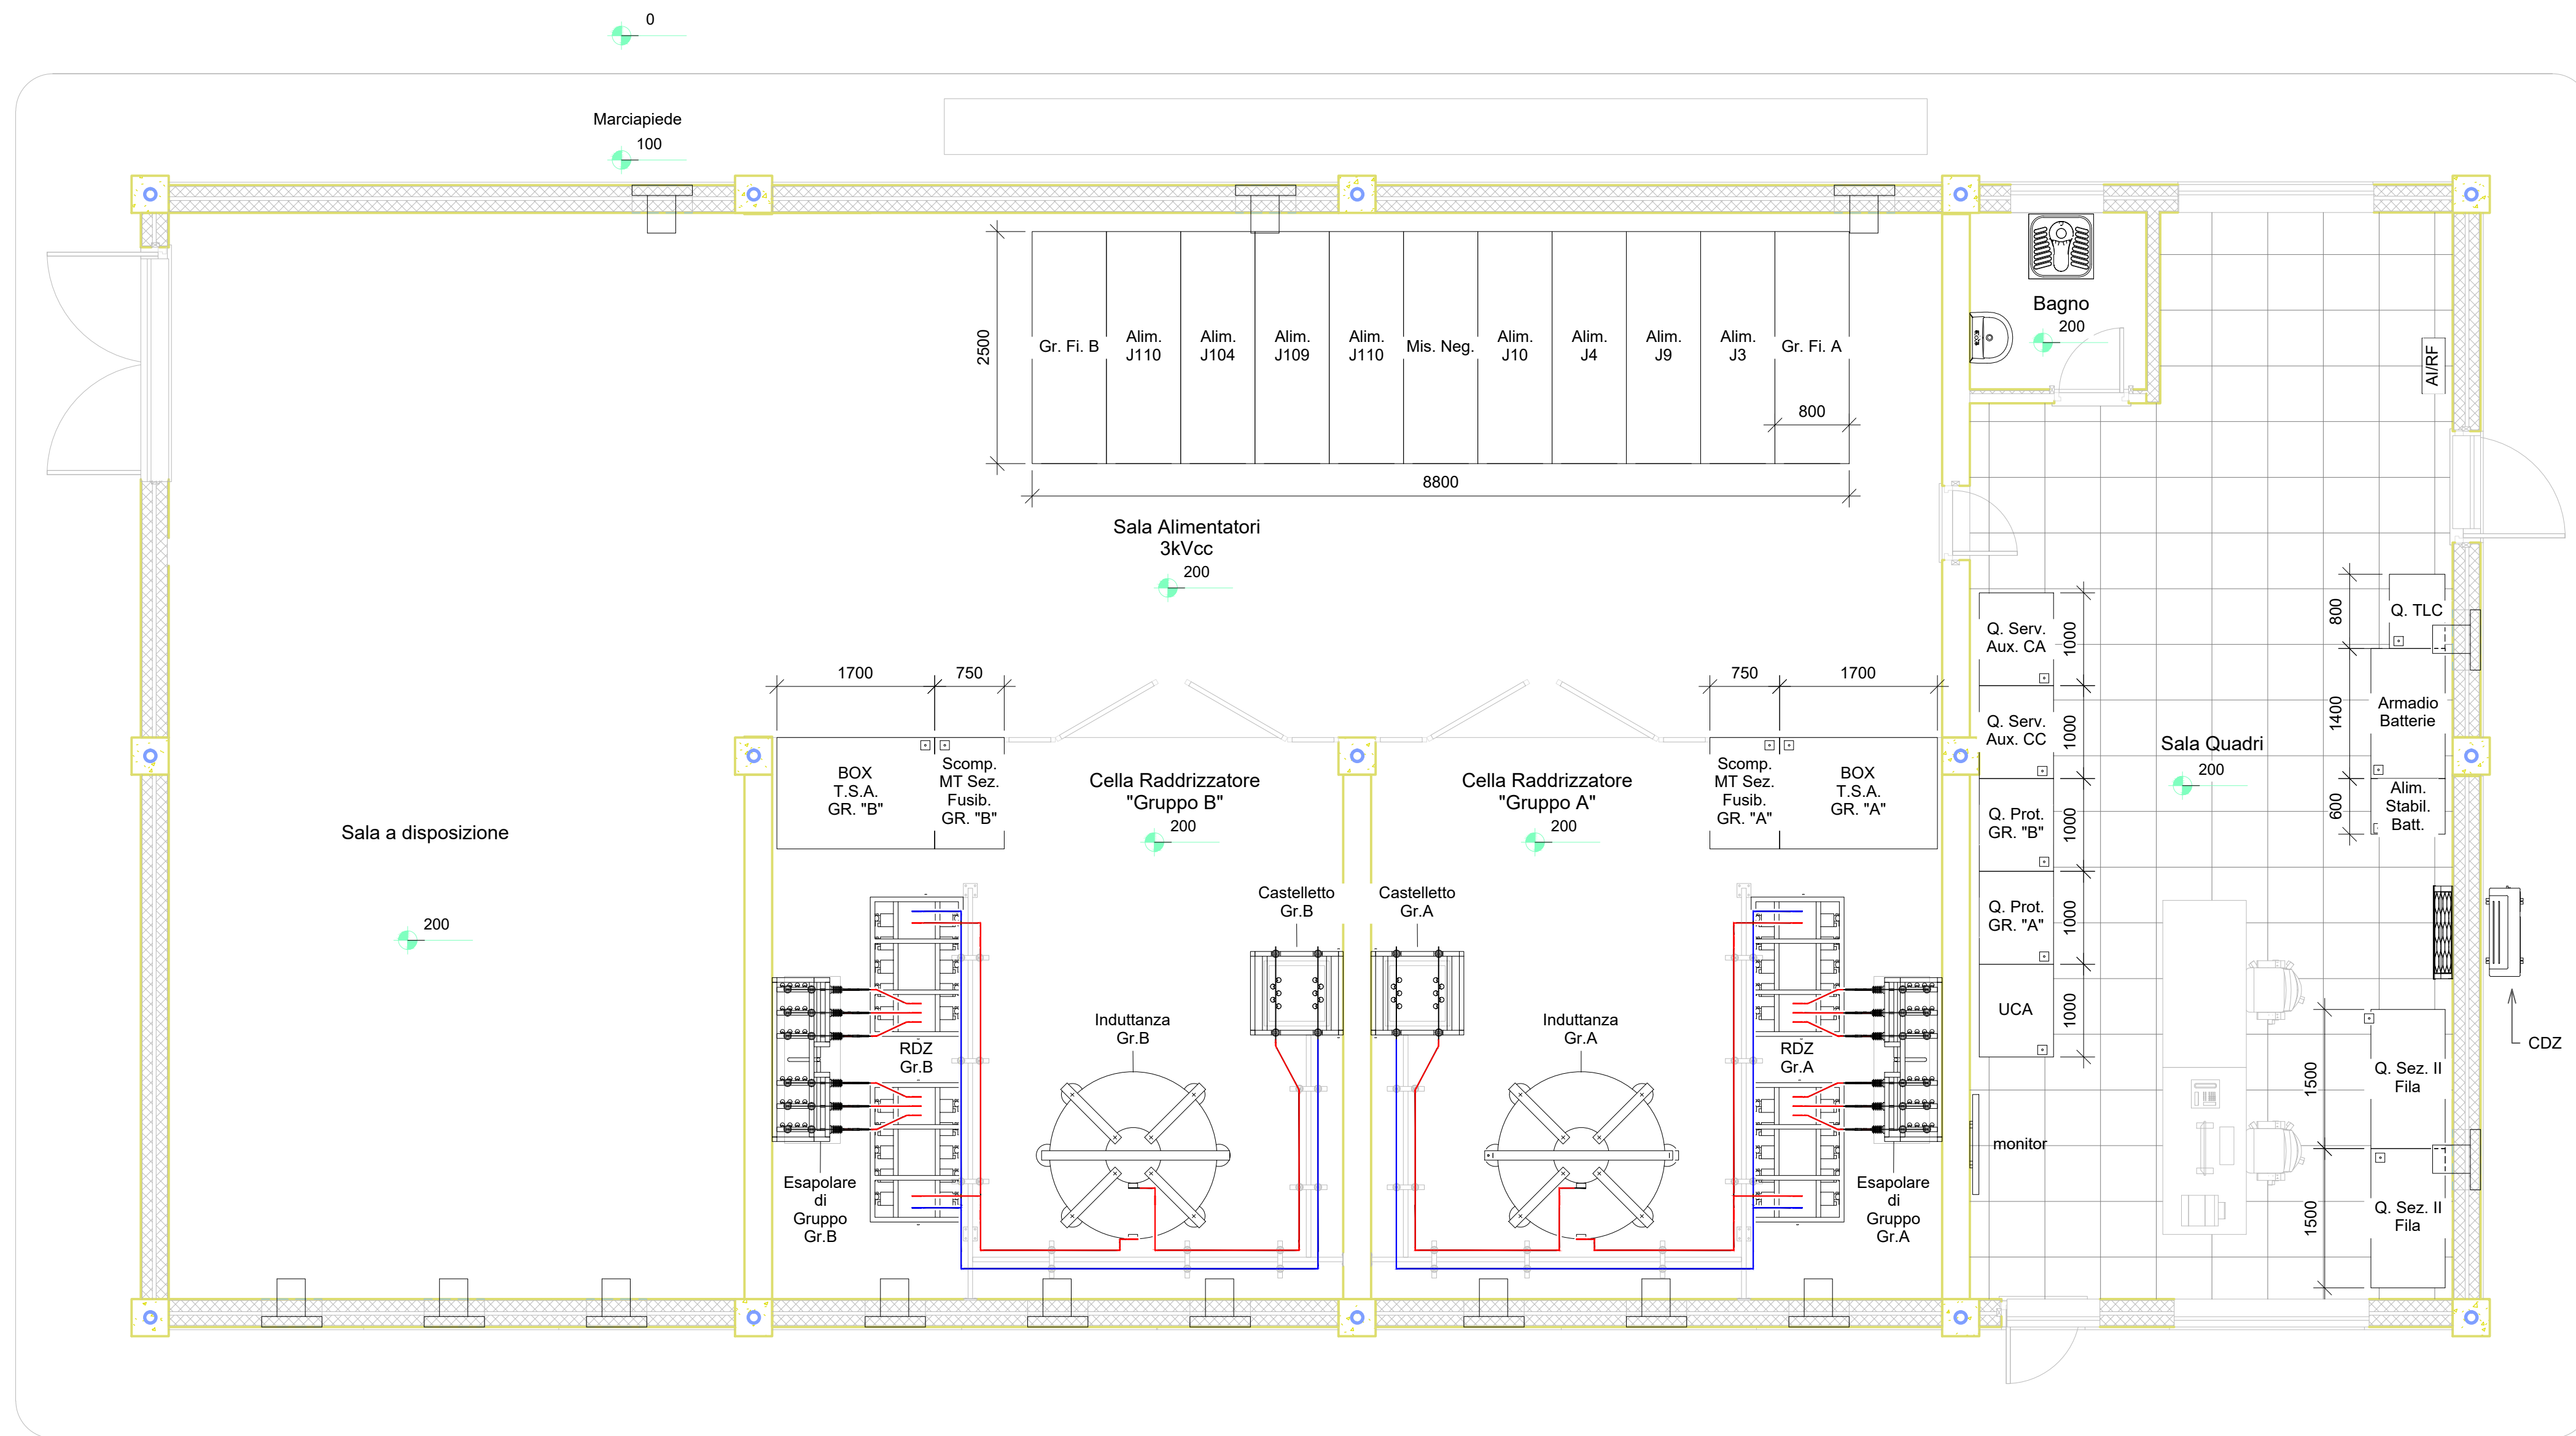 0
Marciapiede
100
2500
Gr. Fi. B
Alim.
J110
Alim.
J104
Alim.
J109
Alim.
J110
Mis. Neg.
Alim.
J10
Alim.
J4
Alim.
J9
Alim.
J3
Gr. Fi. A
800
8800
Bagno
200
AI/RF
Sala Alimentatori
3kVcc
200
1700
750
750
1700
BOX
T.S.A.
GR. "B"
Scomp.
MT Sez.
Fusib.
GR. "B"
Cella Raddrizzatore
"Gruppo B"
200
Cella Raddrizzatore
"Gruppo A"
200
Scomp.
MT Sez.
Fusib.
GR. "A"
BOX
T.S.A.
GR. "A"
Sala a disposizione
200
Castelletto
Gr.B
Castelletto
Gr.A
Induttanza
Gr.B
Induttanza
Gr.A
RDZ
Gr.B
RDZ
Gr.A
Esapolare
di
Gruppo
Gr.B
Esapolare
di
Gruppo
Gr.A
Q. Serv.
Aux. CA
1000
Q. Serv.
Aux. CC
1000
Q. Prot.
GR. "B"
1000
Q. Prot.
GR. "A"
1000
UCA
1000
monitor
Sala Quadri
200
800
Q. TLC
1400
Armadio
Batterie
600
Alim.
Stabil.
Batt.
CDZ
1500
Q. Sez. II
Fila
1500
Q. Sez. II
Fila